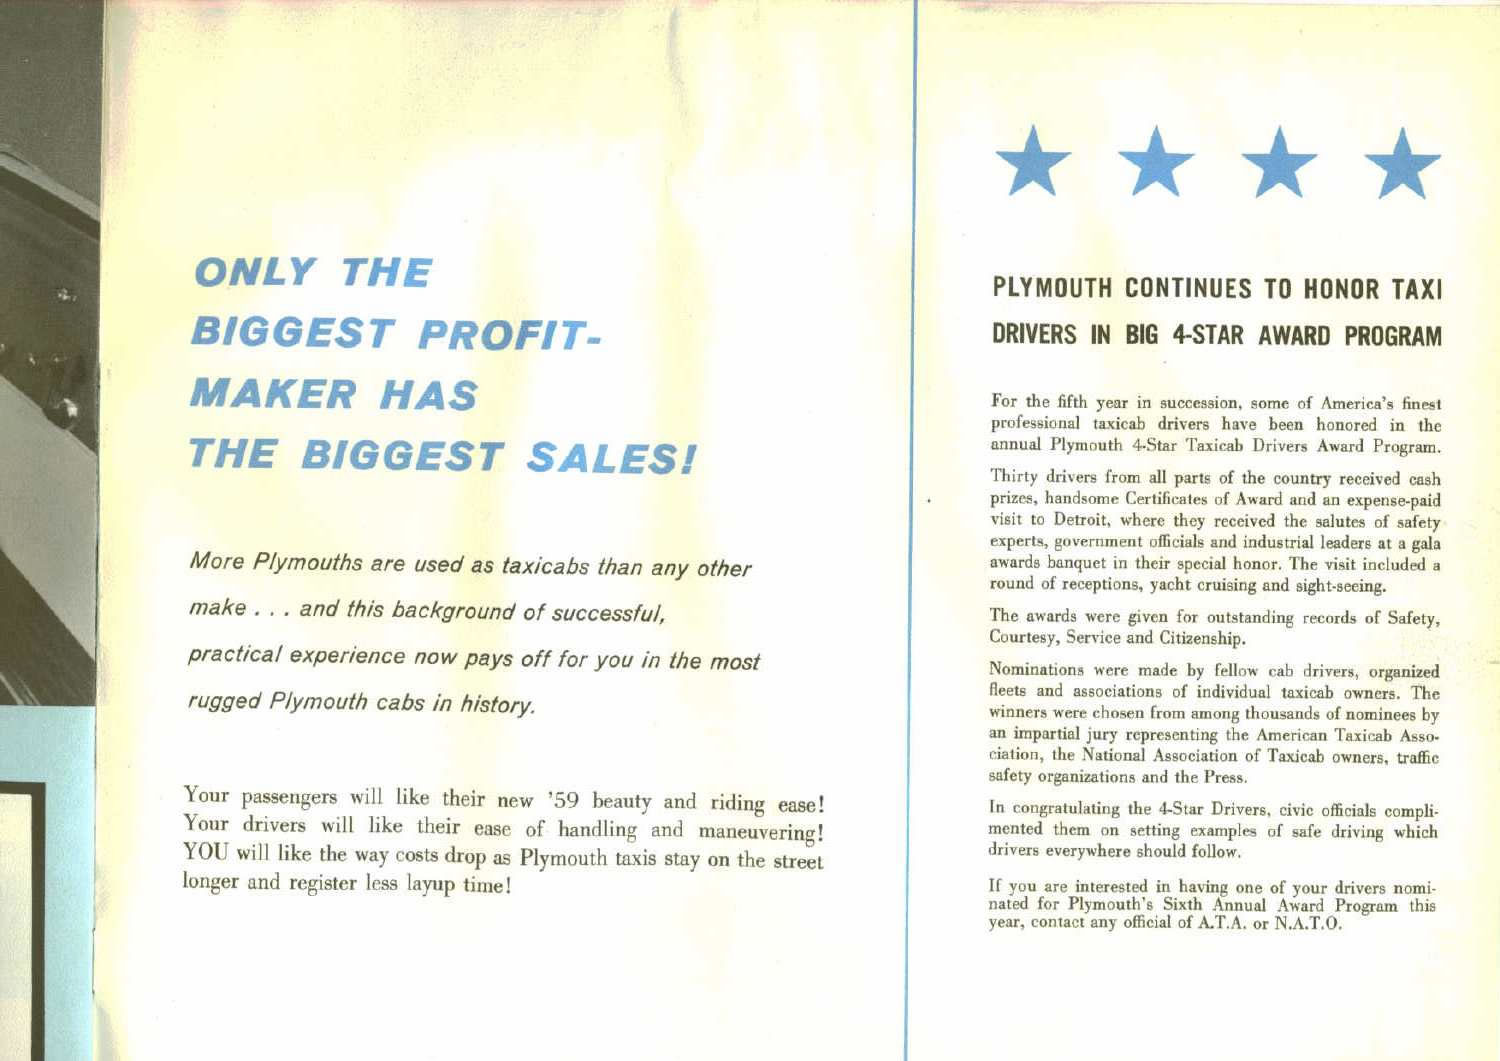 ONLY THE
BIGGEST PROFIT-
MAKER HAS
THE BIGGEST SALES!
More Plymouths are used as taxicabs than any other
make . . . and this background of successful,
practical experience now pays off for you in the most
rugged Plymouth cabs in history.
Your passengers will like their new '59 beauty and riding ease!
Your drivers will like their ease of handling and maneuvering!
YOU will like the way costs drop as Plymouth taxis stay on the street
longer and register less layup time!
PLYMOUTH CONTINUES TO HONOR TAXI
DRIVERS IN BIG 4-STAR AWARD PROGRAM
For the fifth year in succession, some of America's finest
professional taxicab drivers have been honored in the
annual Plymouth 4-Star Taxicab Drivers Award Program.
Thirty drivers from all parts of the country received cash
prizes, handsome Certificates of Award and an expense-paid
visit to Detroit, where they received the salutes of safety
experts, government officials and industrial leaders at a gala
awards banquet in their special honor. The visit included a
round of receptions, yacht cruising and sight-seeing.
The awards were given for outstanding records of Safety,
Courtesy, Service and Citizenship.
Nominations were made by fellow cab drivers, organized
fleets and associations of individual taxicab owners. The
winners were chosen from among thousands of nominees by
an impartial jury representing the American Taxicab Asso-
ciation, the National Association of Taxicab owners, traffic
safety organizations and the Press.
In congratulating the 4-Star Drivers, civic officials compli-
mented them on setting examples of safe driving which
drivers everywhere should follow.
If you are interested in having one of your drivers nomi-
nated for Plymouth's Sixth Annual Award Program this
year, contact any official of A.T.A. or N.A.T.O.